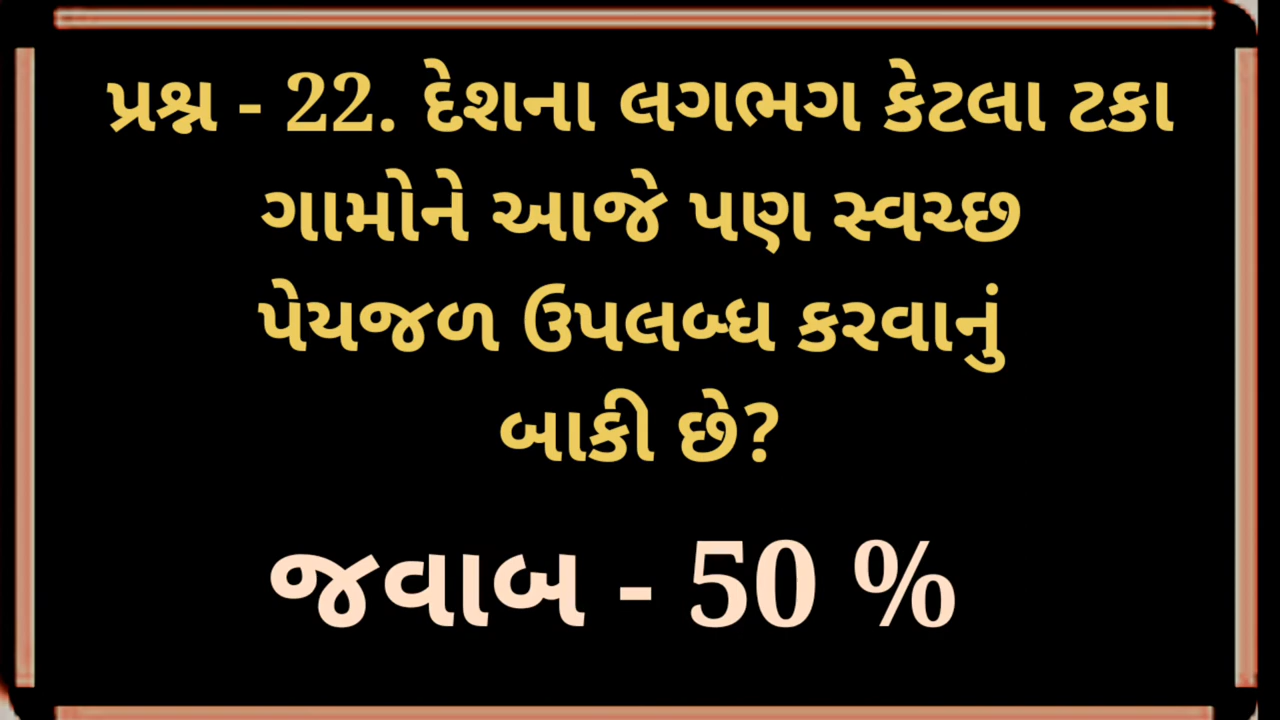 પ્રશ્ન - 22. દેશના લગભગ કેટલા ટકા
ગામોને આજે પણ સ્વચ્છ
પેયજળ ઉપલબ્ધ કરવાનું
બાકી છે?
જવાબ - 50 %